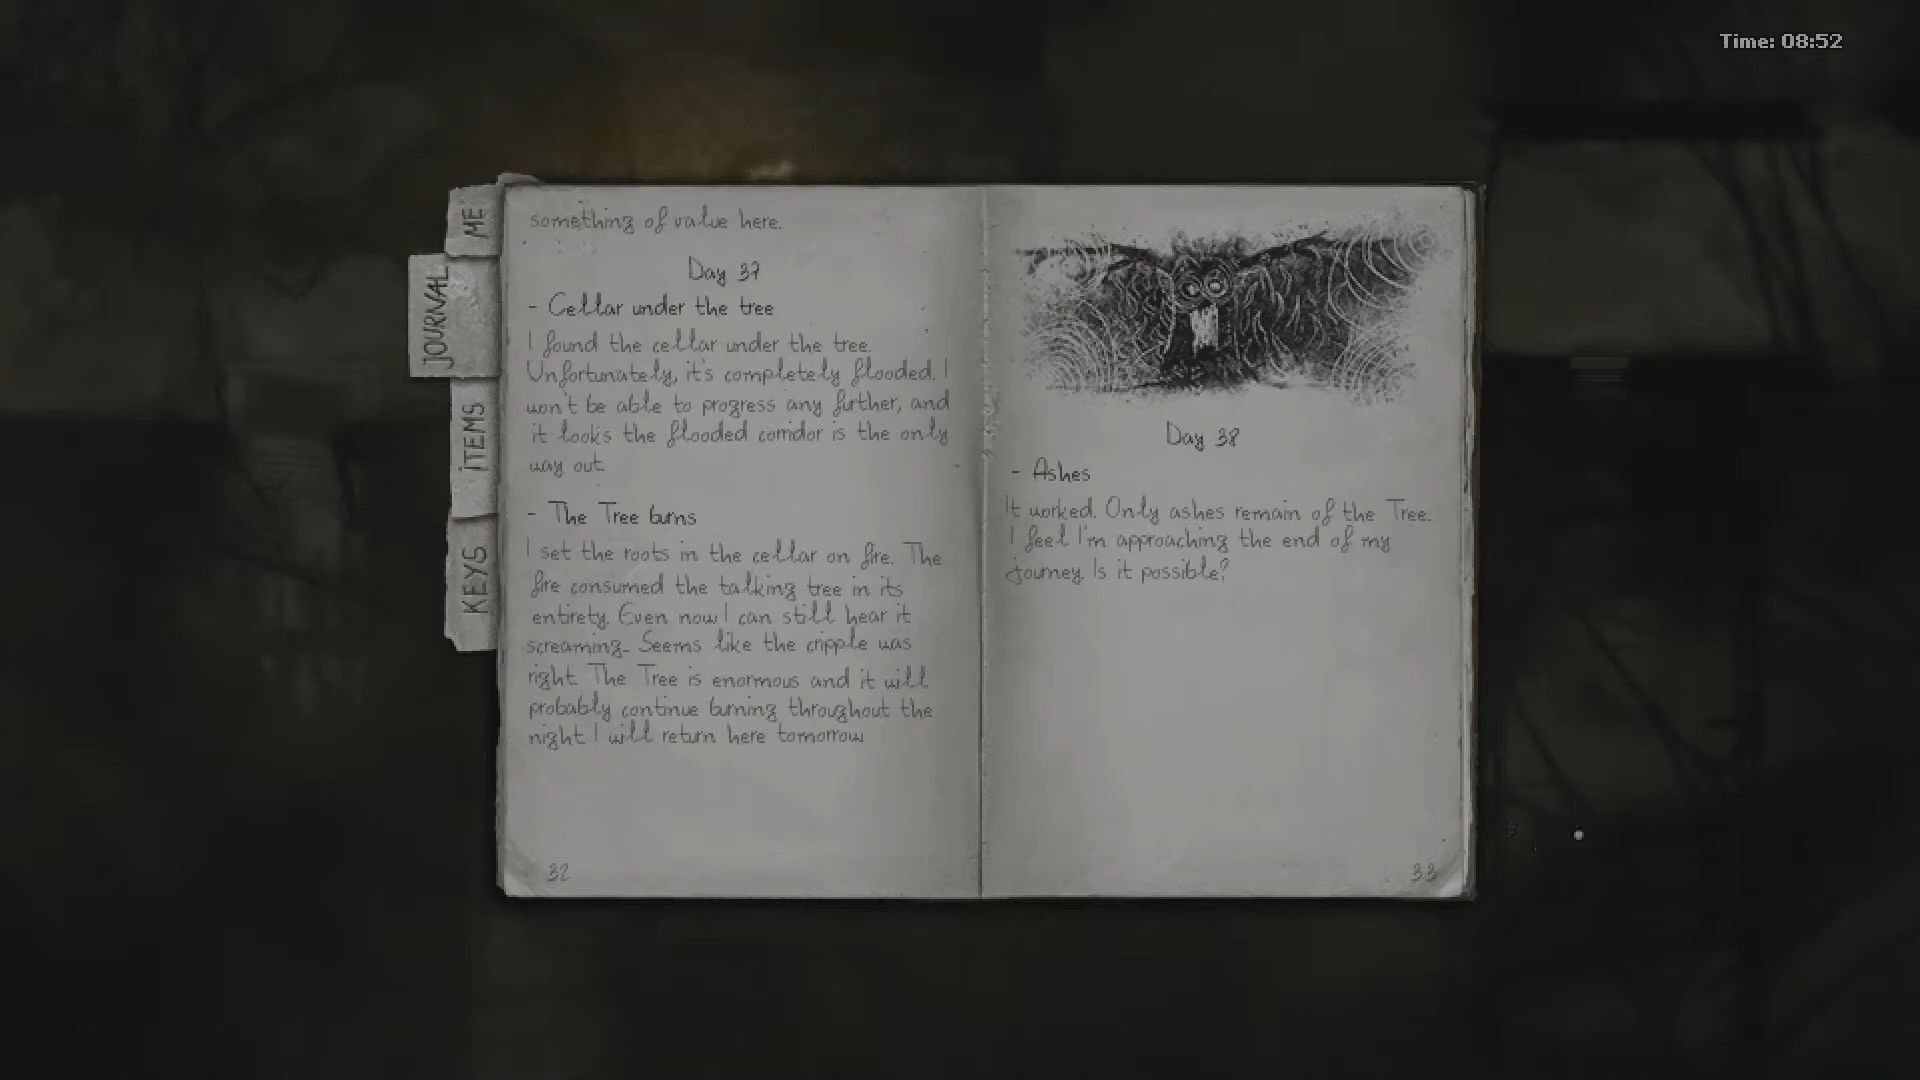 Time: 08:52
ME
JOURNAL
ITEMS
KEYS
something of value here.
Day 37
- Cellar under the tree
I found the cellar under the tree.
Unfortunately, it's completely flooded. I
won't be able to progress any further, and
it looks the flooded corridor is the only
way out.
- The Tree burns
I set the roots in the cellar on fire. The
fire consumed the talking tree in its
entirety. Even now I can still hear it
screaming. Seems like the cripple was
right. The Tree is enormous and it will
probably continue burning throughout the
night. I will return here tomorrow
32
Day 38
- Ashes
It worked. Only ashes remain of the Tree.
I feel I'm approaching the end of my
journey. Is it possible?
33